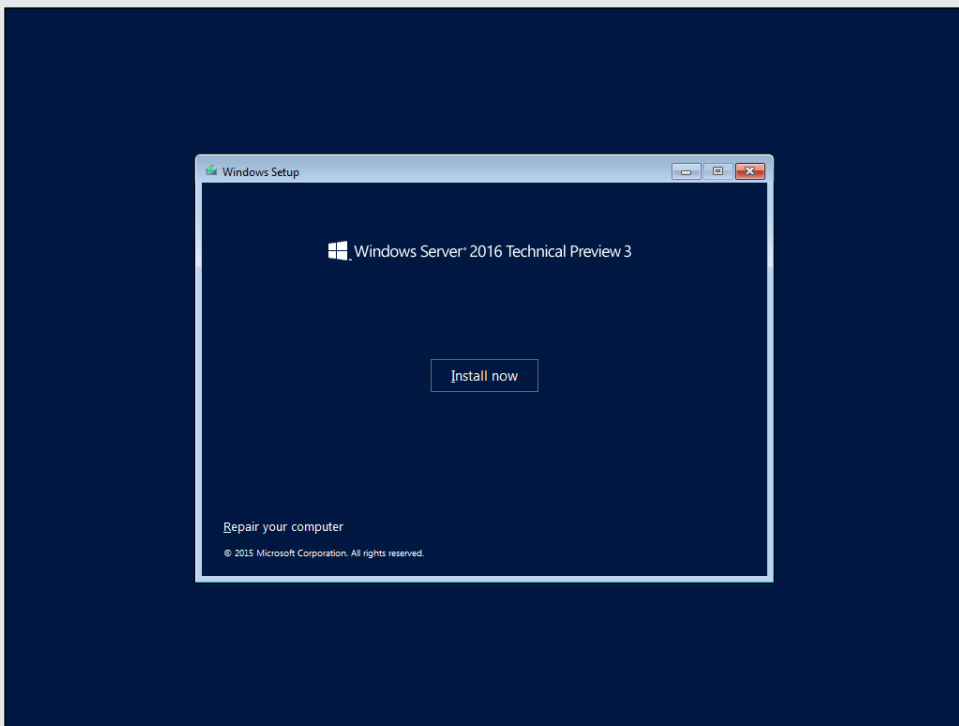 Windows Setup
Windows Server® 2016 Technical Preview 3
Install now
Repair your computer
© 2015 Microsoft Corporation. All rights reserved.